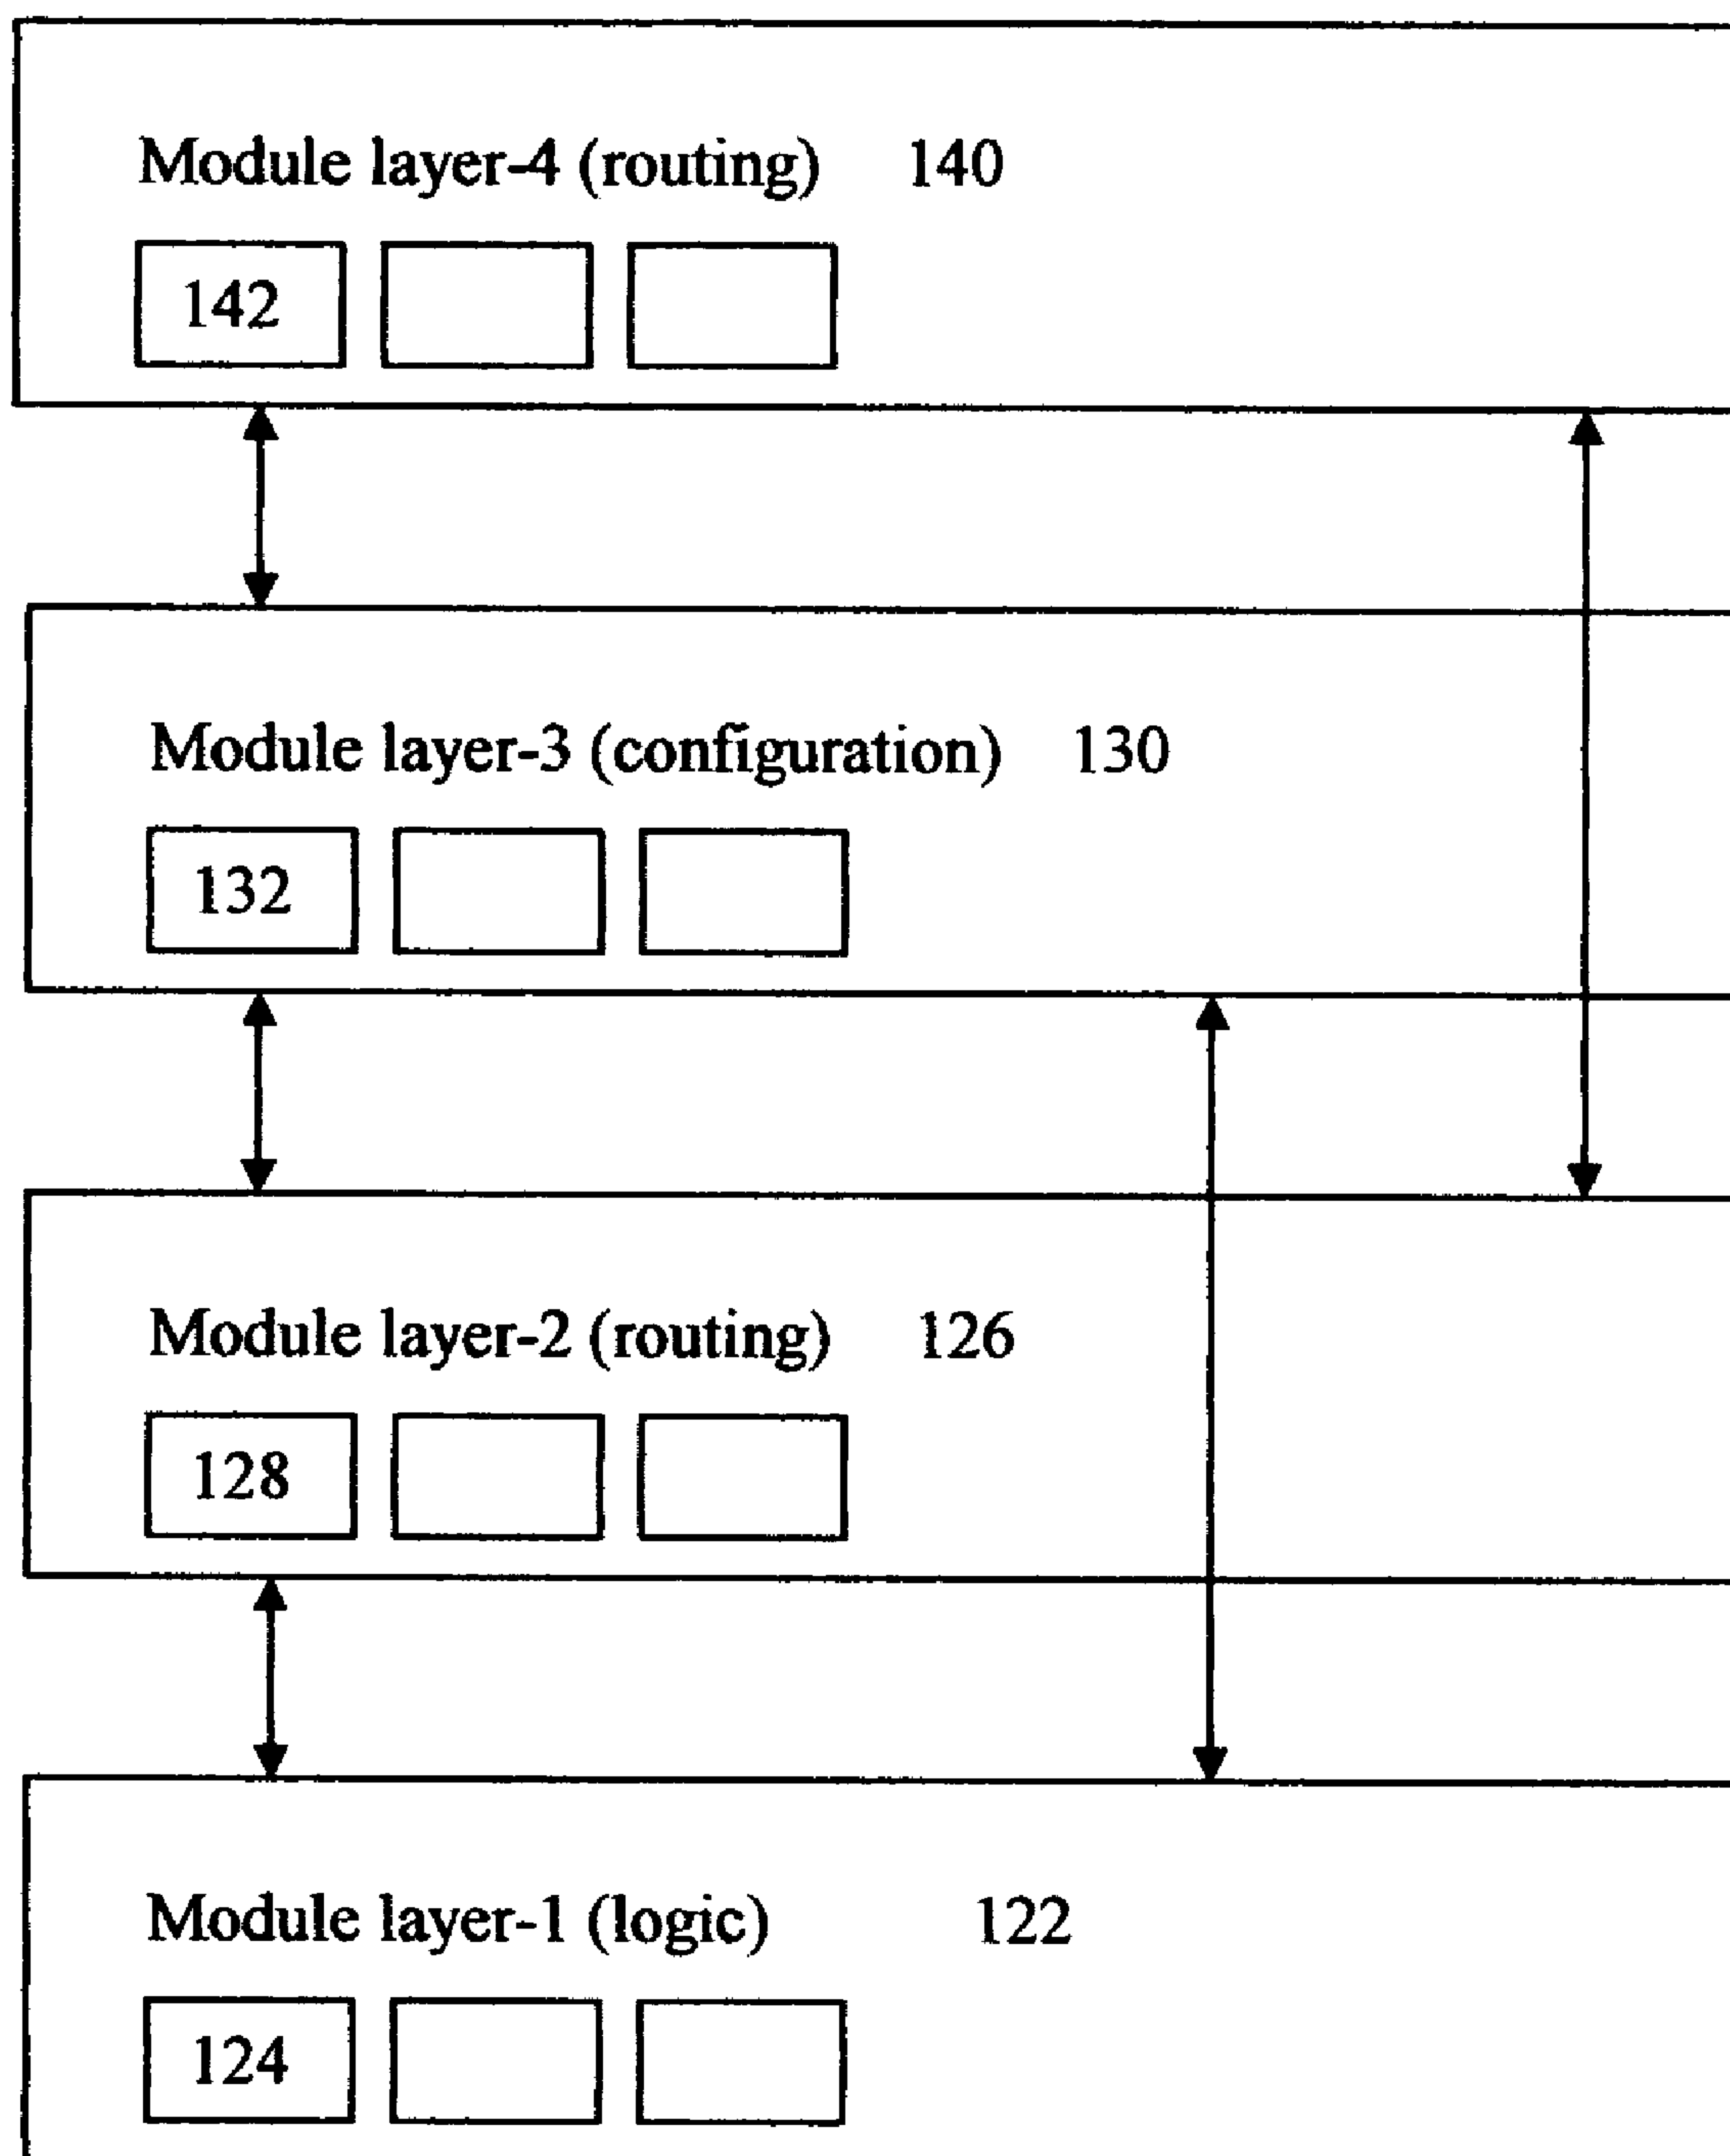 Module layer-4 (routing) 140
142
Module layer-3 (configuration) 130
132
Module layer-2 (routing) 126
128
Module layer-1 (logic) 122
124